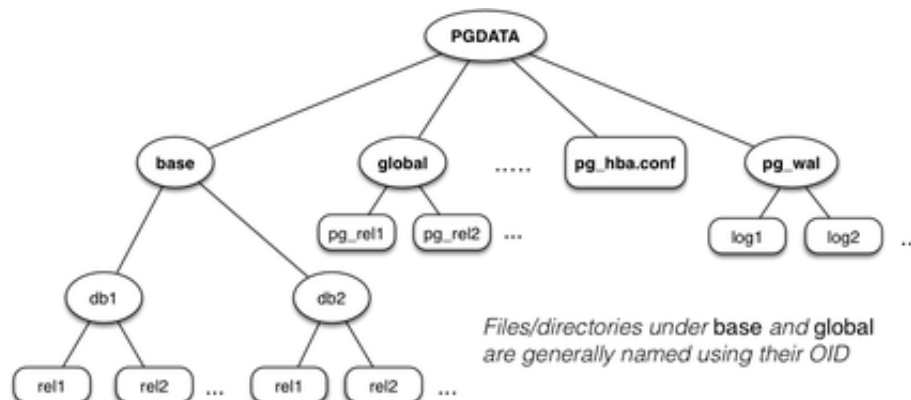 PGDATA
base
global
.....
pg_hba.conf
pg_wal
pg_rel1
pg_rel2
...
log1
log2
...
db1
db2
Files/directories under base and global
are generally named using their OID
rel1
rel2
...
rel1
rel2
...